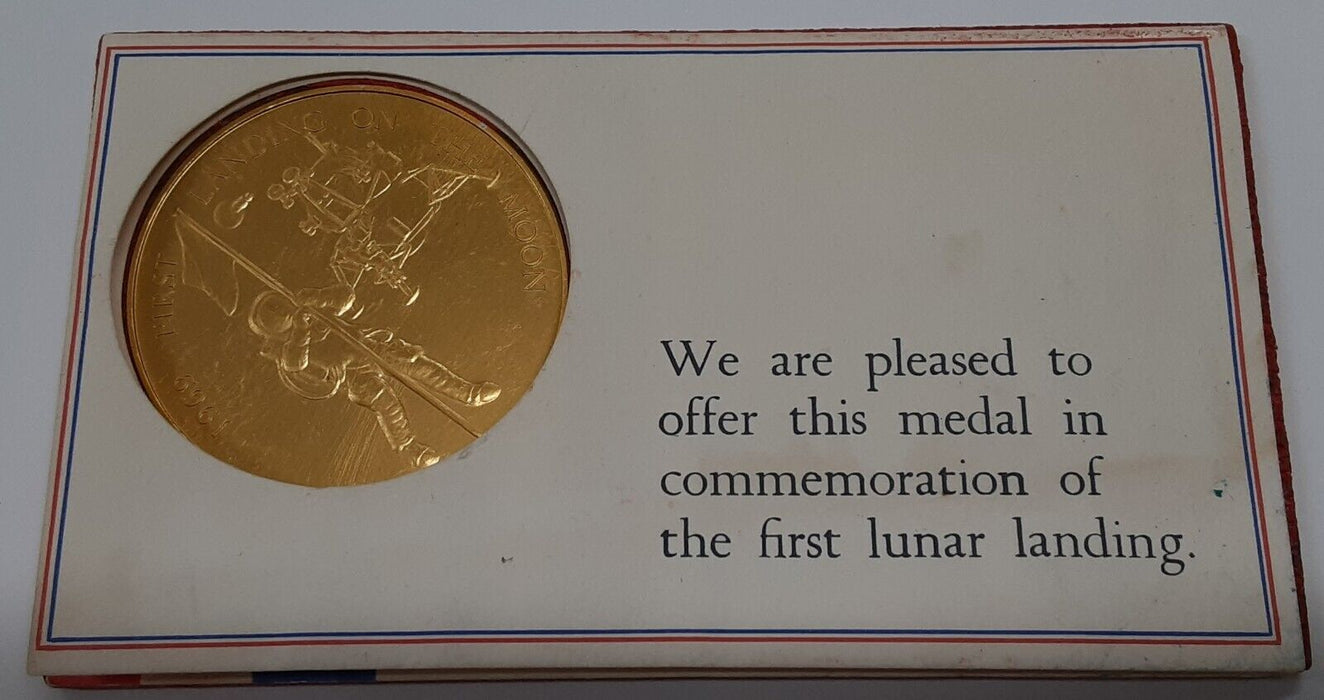 FIRST LANDING ON THE MOON
1969
We are pleased to
offer this medal in
commemoration of
the first lunar landing.